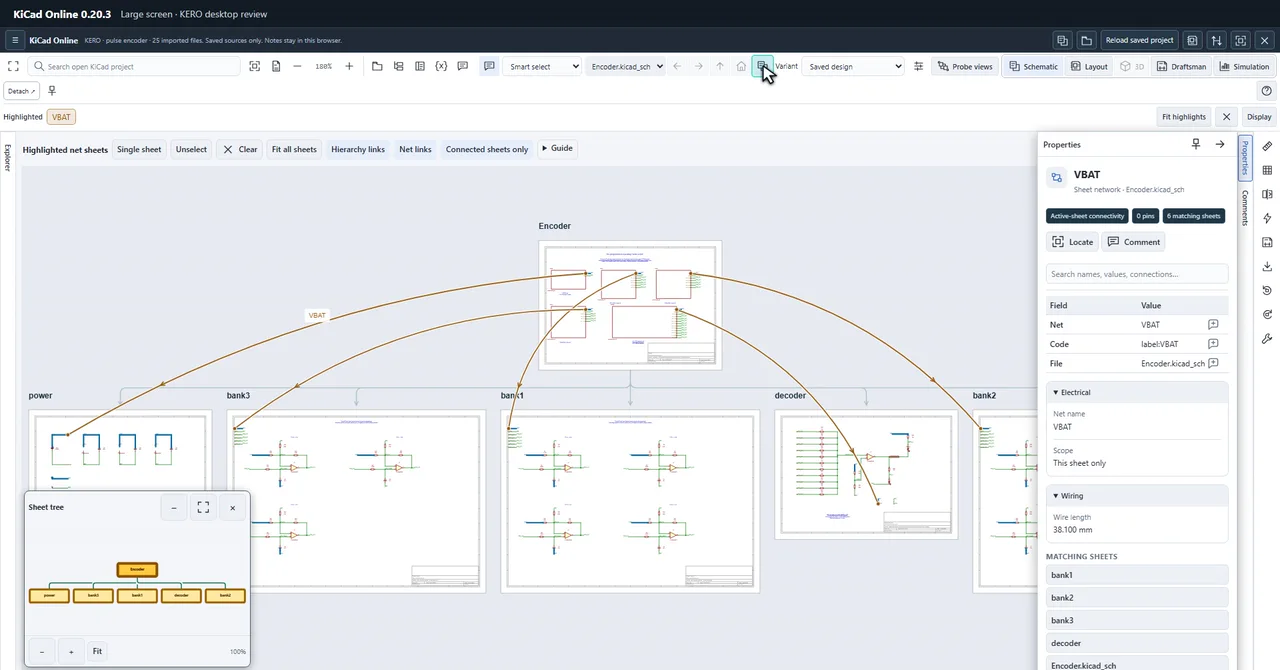 KiCad Online 0.20.3 Large screen · KERO desktop review
KiCad Online KERO · pulse encoder · 25 imported files. Saved sources only. Notes stay in this browser.
Reload saved project
Search open KiCad project
188%
{x}
Smart select
Encoder.kicad_sch
Variant
Saved design
Probe views
Schematic
Layout
3D
Draftsman
Simulation
Detach
Highlighted VBAT
Fit highlights
Display
Explorer
Highlighted net sheets
Single sheet
Unselect
Clear
Fit all sheets
Hierarchy links
Net links
Connected sheets only
Guide
Encoder
VBAT
power
bank3
bank1
decoder
bank2
Sheet tree
Encoder
power
bank3
bank1
decoder
bank2
Fit
100%
Properties
VBAT
Sheet network · Encoder.kicad_sch
Active-sheet connectivity
0 pins
6 matching sheets
Locate
Comment
Search names, values, connections...
Field Value
Net VBAT
Code label:VBAT
File Encoder.kicad_sch
Electrical
Net name
VBAT
Scope
This sheet only
Wiring
Wire length
38.100 mm
MATCHING SHEETS
bank1
bank2
bank3
decoder
Encoder.kicad_sch
Properties
Comments